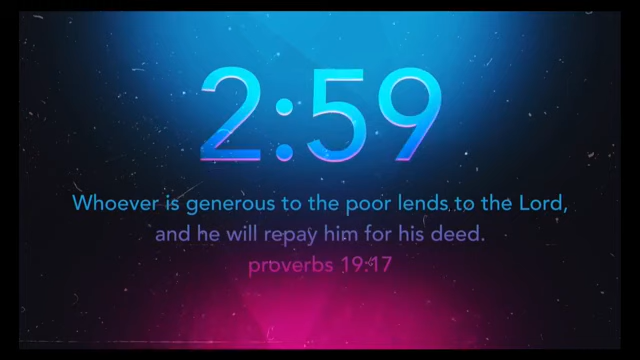 2:59
Whoever is generous to the poor lends to the Lord,
and he will repay him for his deed.
proverbs 19:17